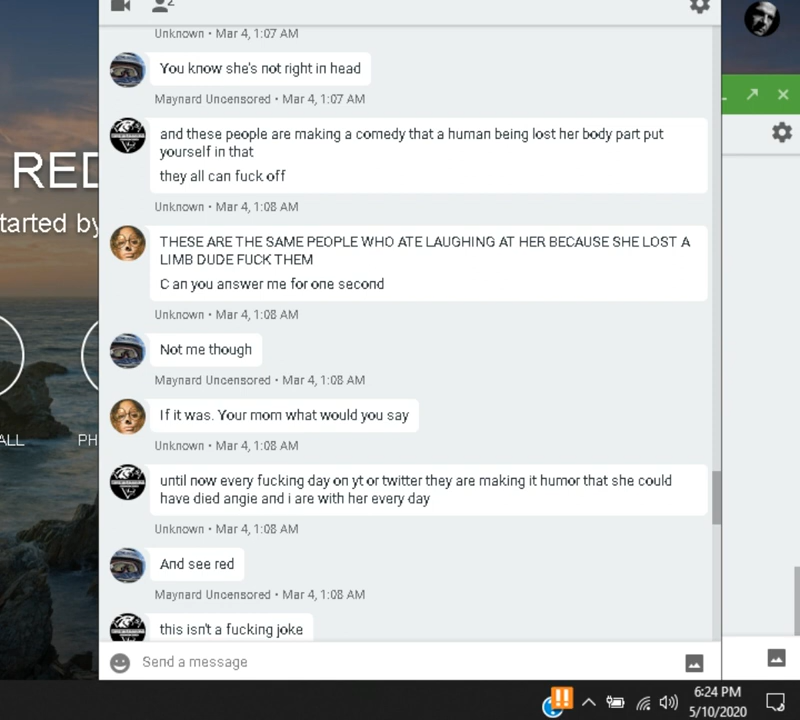 2
Unknown • Mar 4, 1:07 AM
You know she's not right in head
Maynard Uncensored • Mar 4, 1:07 AM
and these people are making a comedy that a human being lost her body part put
yourself in that
they all can fuck off
Unknown • Mar 4, 1:08 AM
THESE ARE THE SAME PEOPLE WHO ATE LAUGHING AT HER BECAUSE SHE LOST A
LIMB DUDE FUCK THEM
C an you answer me for one second
Unknown • Mar 4, 1:08 AM
Not me though
Maynard Uncensored • Mar 4, 1:08 AM
If it was. Your mom what would you say
Unknown • Mar 4, 1:08 AM
until now every fucking day on yt or twitter they are making it humor that she could
have died angie and i are with her every day
Unknown • Mar 4, 1:08 AM
And see red
Maynard Uncensored • Mar 4, 1:08 AM
this isn't a fucking joke
Send a message
RED
tarted by
ALL
PH
6:24 PM
5/10/2020